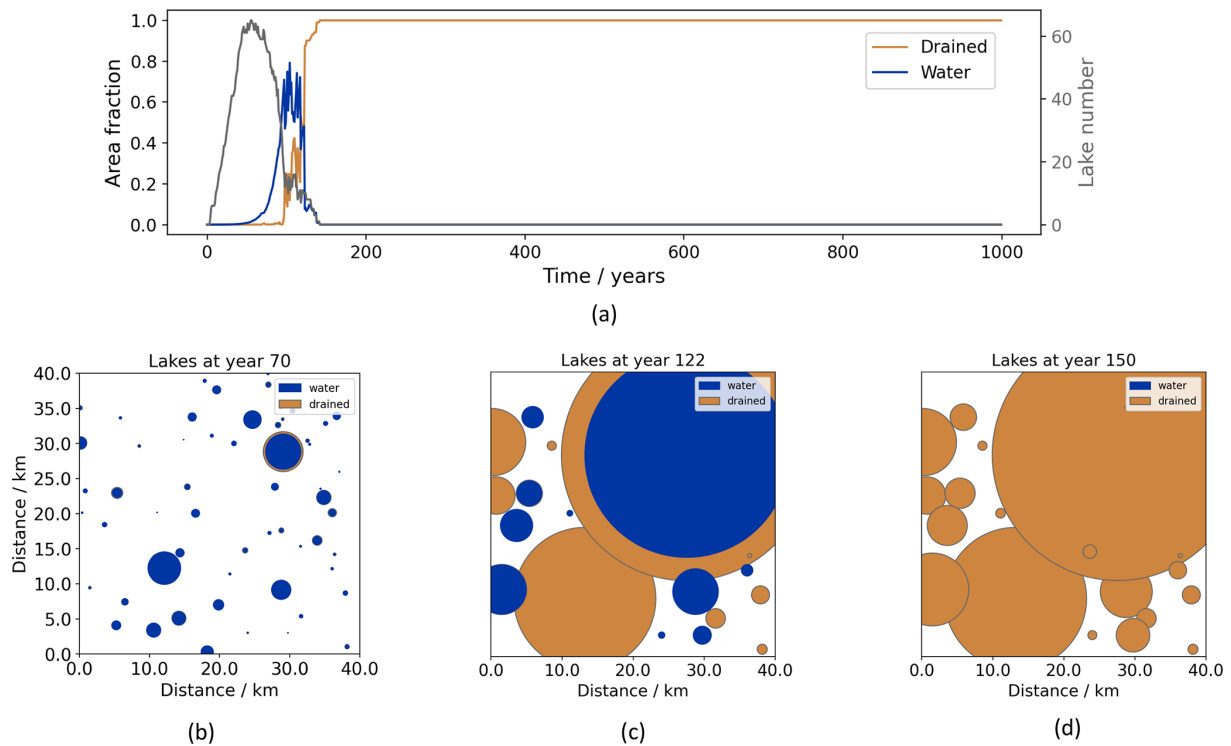 1.0
0.8
0.6
0.4
0.2
0.0
Area fraction
Drained
Water
60
40
20
0
Lake number
0 200 400 600 800 1000
Time / years
(a)
Lakes at year 70
40.0
35.0
30.0
25.0
20.0
15.0
10.0
5.0
0.0
Distance / km
water
drained
0.0 10.0 20.0 30.0 40.0
Distance / km
(b)
Lakes at year 122
water
drained
0.0 10.0 20.0 30.0 40.0
Distance / km
(c)
Lakes at year 150
water
drained
0.0 10.0 20.0 30.0 40.0
Distance / km
(d)